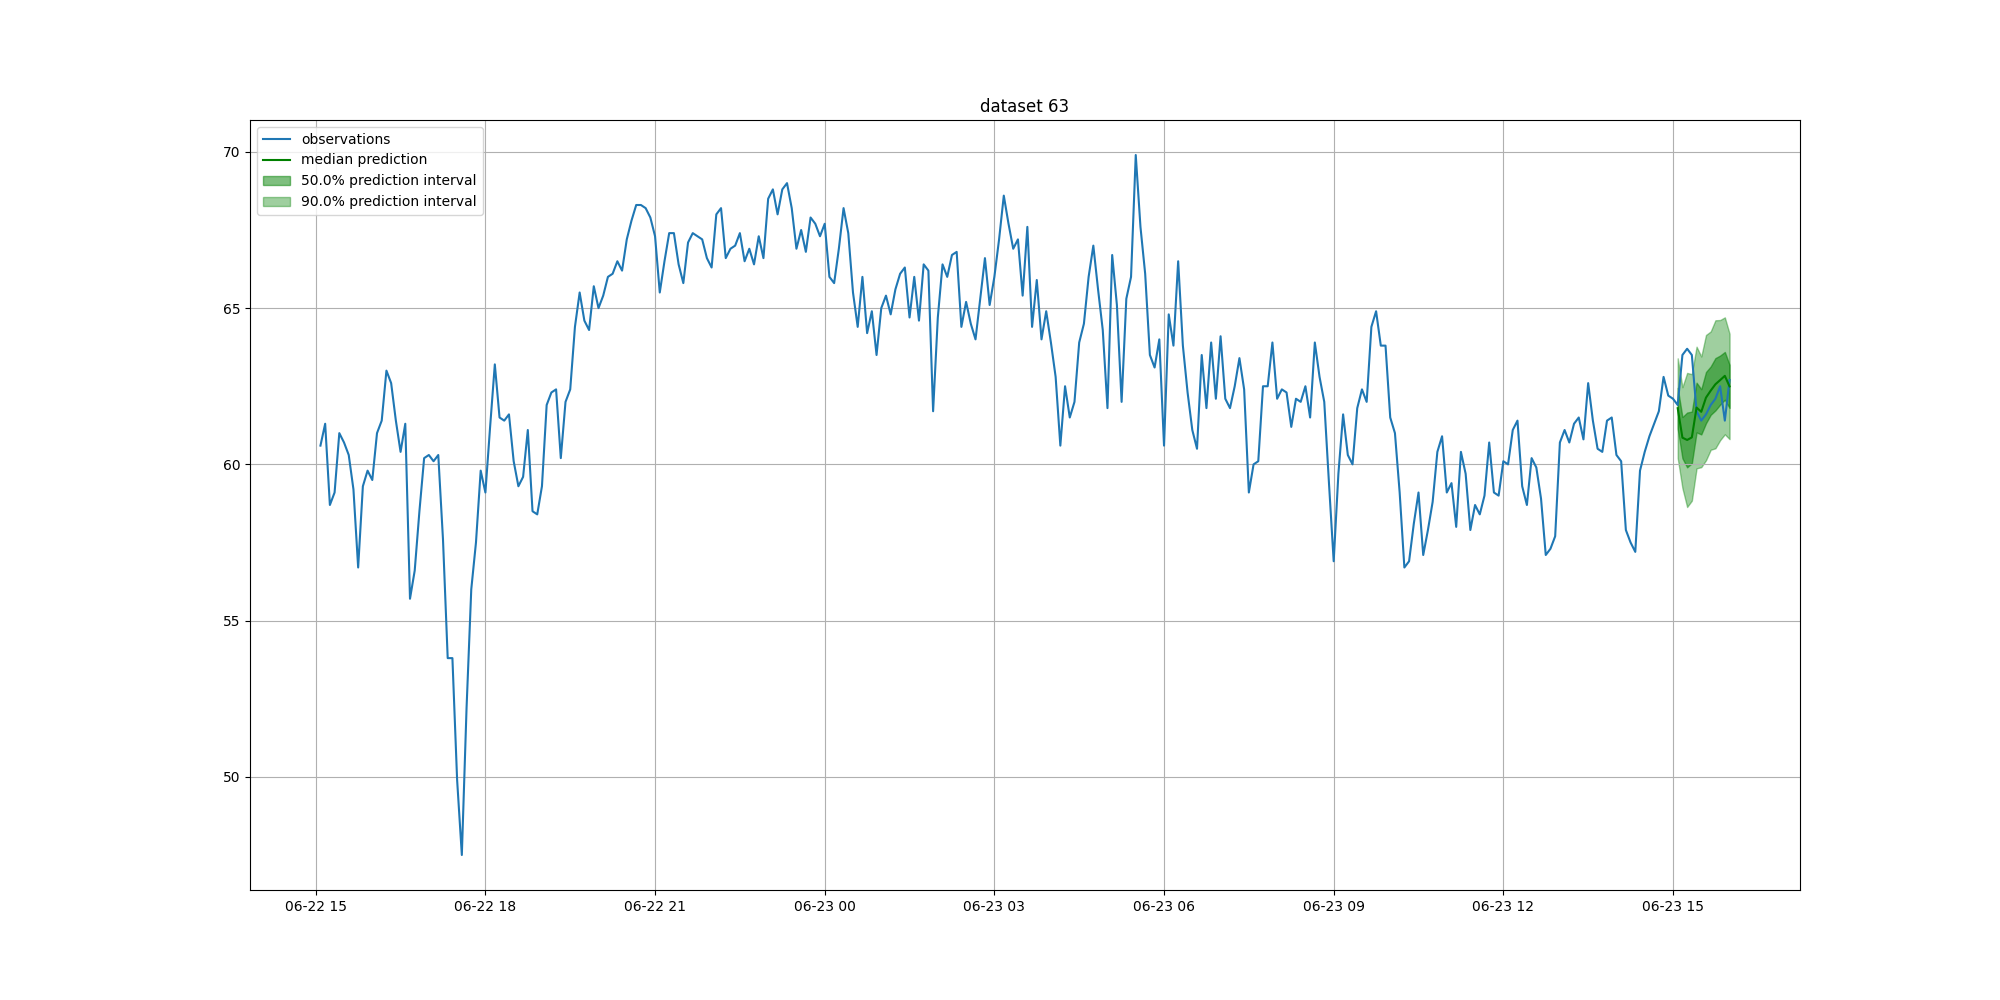 dataset 63
observations
median prediction
50.0% prediction interval
90.0% prediction interval
70
65
60
55
50
06-22 15
06-22 18
06-22 21
06-23 00
06-23 03
06-23 06
06-23 09
06-23 12
06-23 15